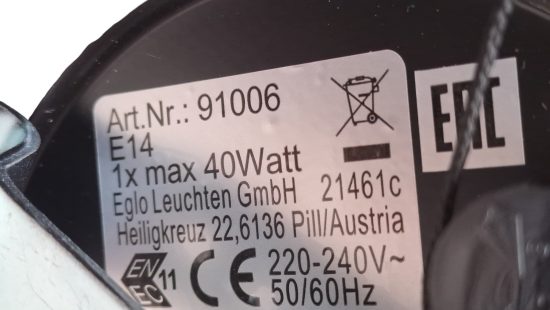 Art.Nr.: 91006
E14
1x max 40Watt
Eglo Leuchten GmbH 21461c
Heiligkreuz 22,6136 Pill/Austria
EN EC 11 CE 220-240V~
50/60Hz
EAC